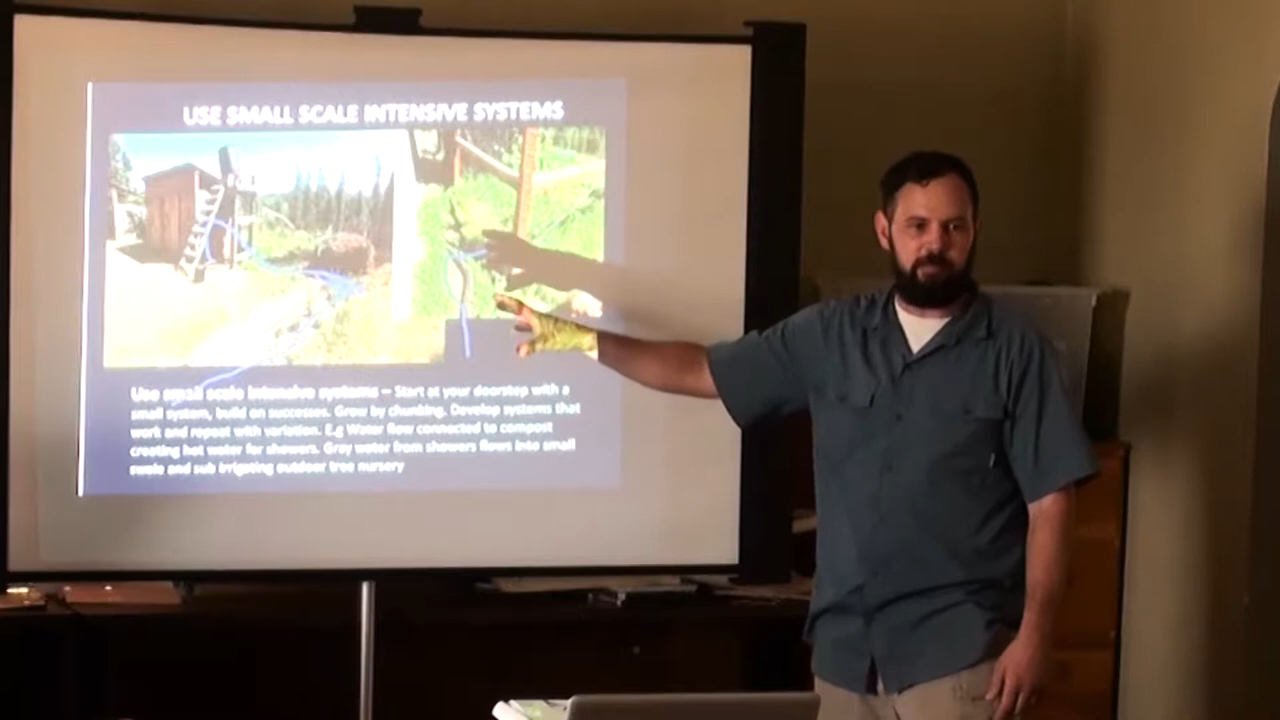 USE SMALL SCALE INTENSIVE SYSTEMS
Use small scale intensive systems – Start at your doorstep with a
small system, build on successes. Grow by chunking. Develop systems that
work and repeat with variation. E.g Water flow connected to compost
creating hot water for showers. Gray water from showers flows into small
swale and sub irrigating outdoor tree nursery